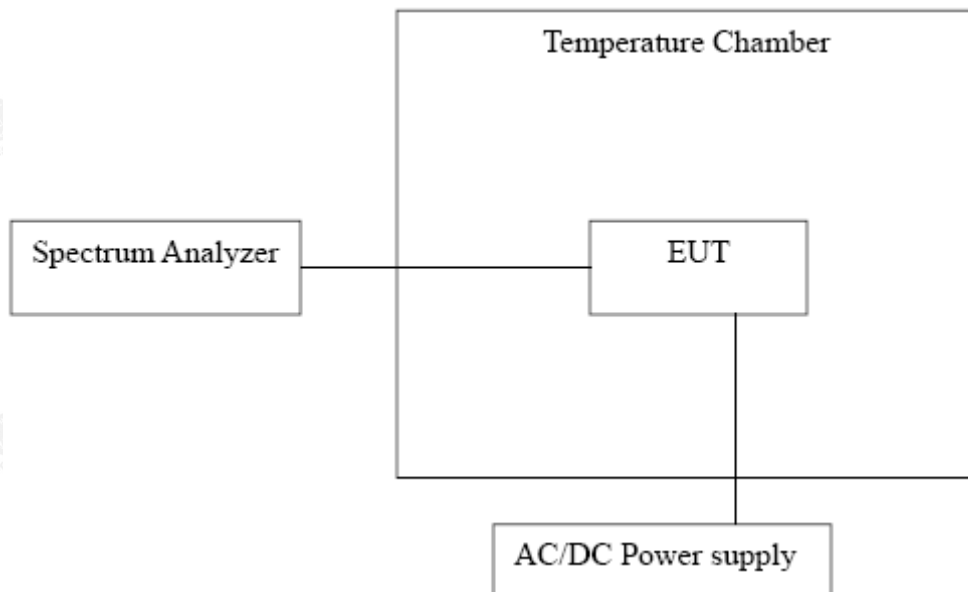 Temperature Chamber
Spectrum Analyzer
EUT
AC/DC Power supply